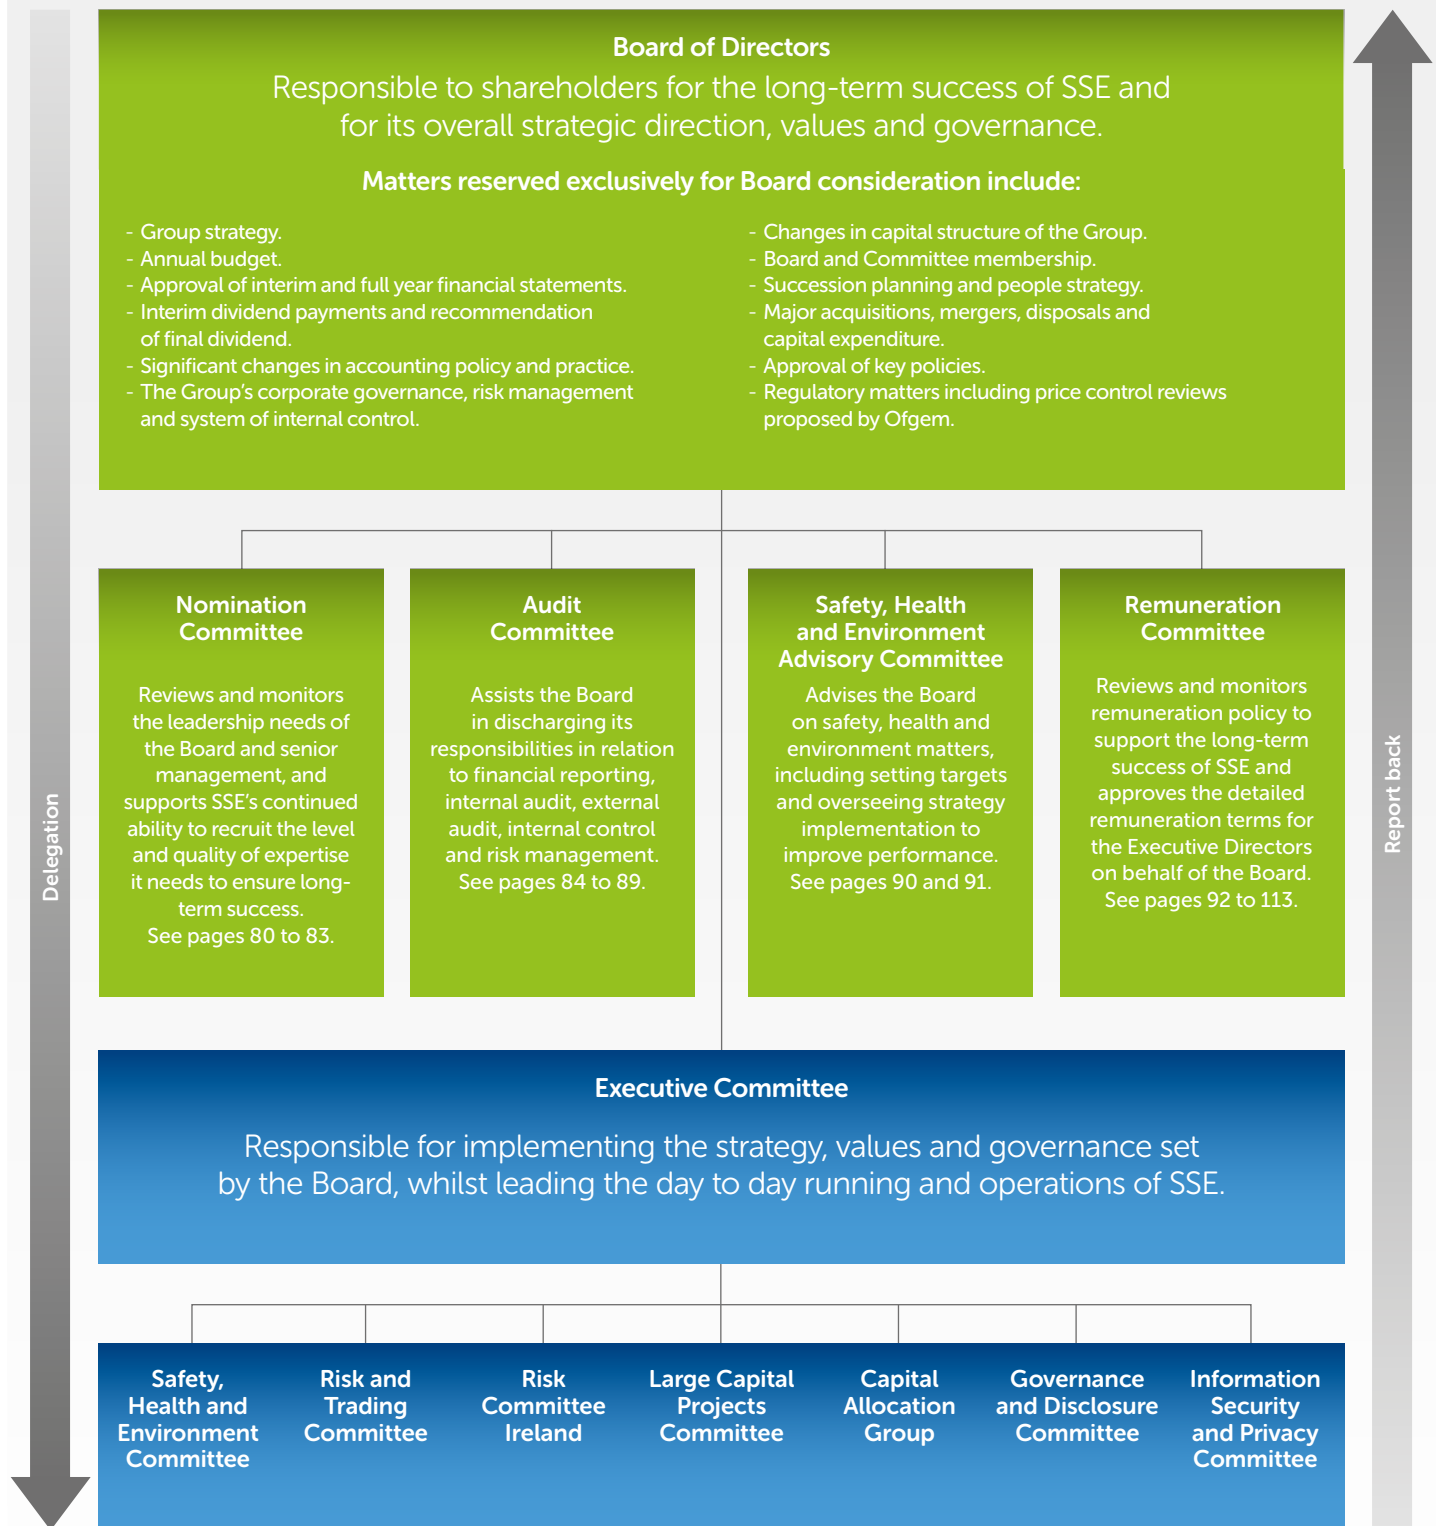 Board of Directors
Responsible to shareholders for the long-term success of SSE and
for its overall strategic direction, values and governance.
Matters reserved exclusively for Board consideration include:
- Group strategy.
- Annual budget.
- Approval of interim and full year financial statements.
- Interim dividend payments and recommendation
of final dividend.
- Significant changes in accounting policy and practice.
- The Group's corporate governance, risk management
and system of internal control.
- Changes in capital structure of the Group.
- Board and Committee membership.
- Succession planning and people strategy.
- Major acquisitions, mergers, disposals and
capital expenditure.
- Approval of key policies.
- Regulatory matters including price control reviews
proposed by Ofgem.
Delegation
Nomination
Committee
Reviews and monitors
the leadership needs of
the Board and senior
management, and
supports SSE's continued
ability to recruit the level
and quality of expertise
it needs to ensure long-
term success.
See pages 80 to 83.
Audit
Committee
Assists the Board
in discharging its
responsibilities in relation
to financial reporting,
internal audit, external
audit, internal control
and risk management.
See pages 84 to 89.
Safety, Health
and Environment
Advisory Committee
Advises the Board
on safety, health and
environment matters,
including setting targets
and overseeing strategy
implementation to
improve performance.
See pages 90 and 91.
Remuneration
Committee
Reviews and monitors
remuneration policy to
support the long-term
success of SSE and
approves the detailed
remuneration terms for
the Executive Directors
on behalf of the Board.
See pages 92 to 113.
Report back
Executive Committee
Responsible for implementing the strategy, values and governance set
by the Board, whilst leading the day to day running and operations of SSE.
Safety,
Health and
Environment
Committee
Risk and
Trading
Committee
Risk
Committee
Ireland
Large Capital
Projects
Committee
Capital
Allocation
Group
Governance
and Disclosure
Committee
Information
Security
and Privacy
Committee